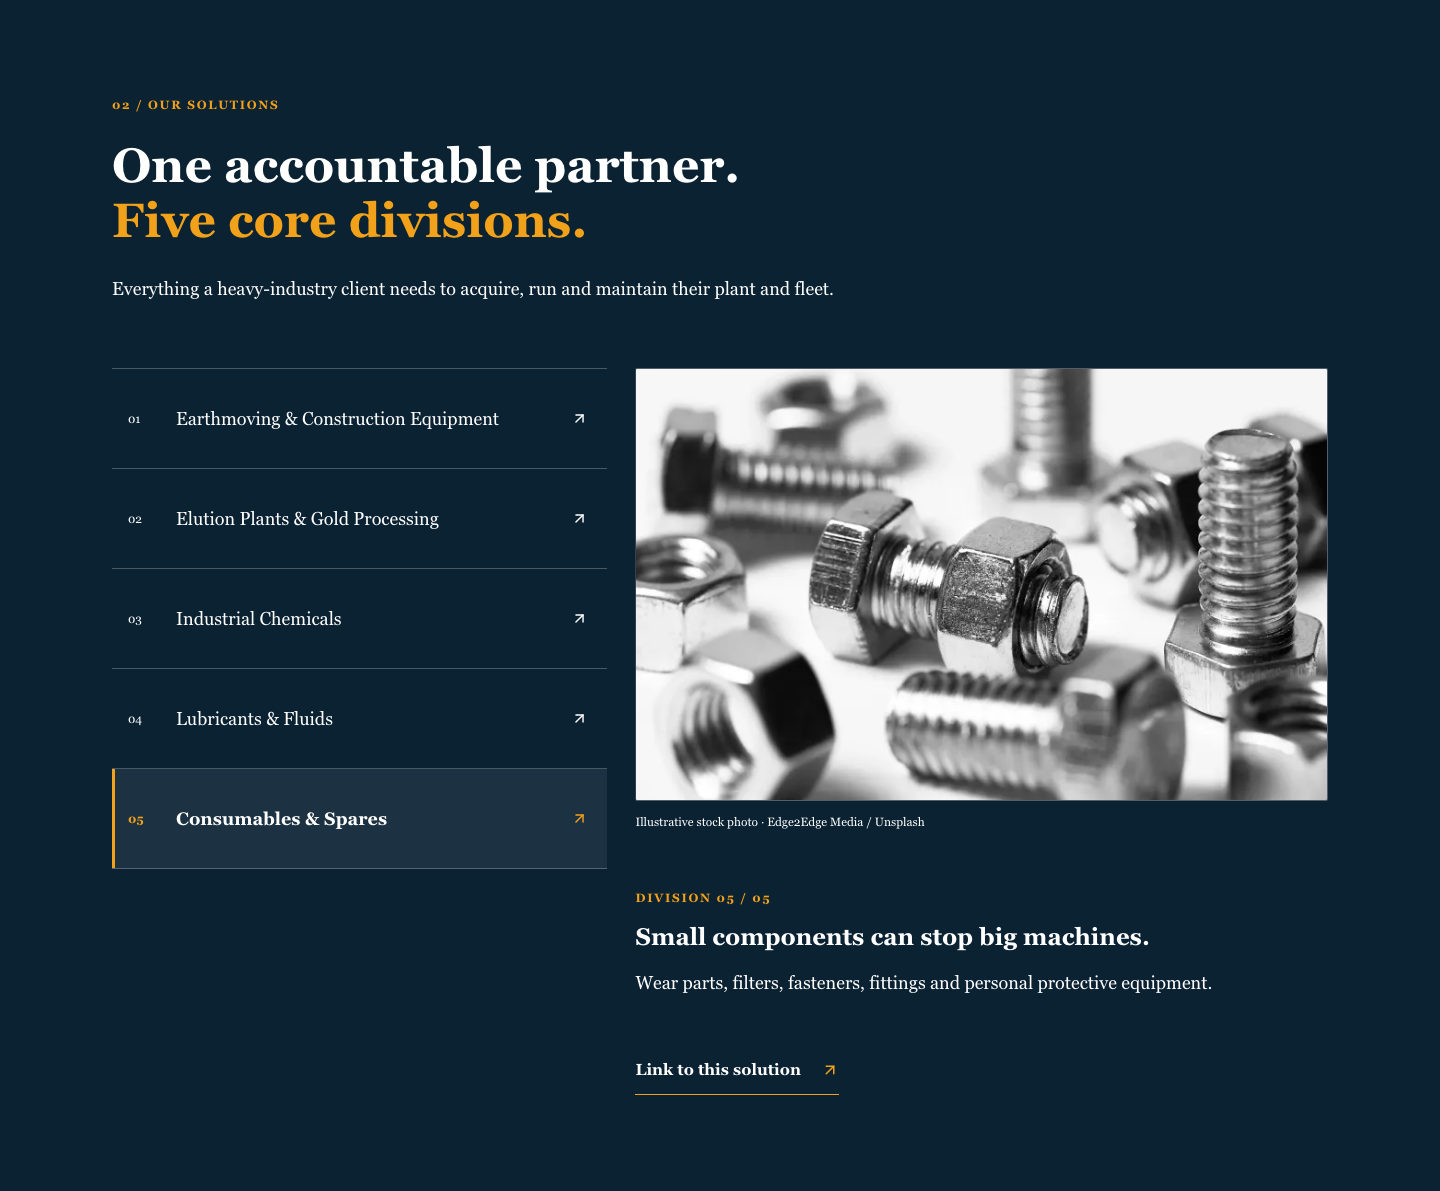 02 / OUR SOLUTIONS
One accountable partner.
Five core divisions.
Everything a heavy-industry client needs to acquire, run and maintain their plant and fleet.
01 Earthmoving & Construction Equipment
02 Elution Plants & Gold Processing
03 Industrial Chemicals
04 Lubricants & Fluids
05 Consumables & Spares
Illustrative stock photo · Edge2Edge Media / Unsplash
DIVISION 05 / 05
Small components can stop big machines.
Wear parts, filters, fasteners, fittings and personal protective equipment.
Link to this solution